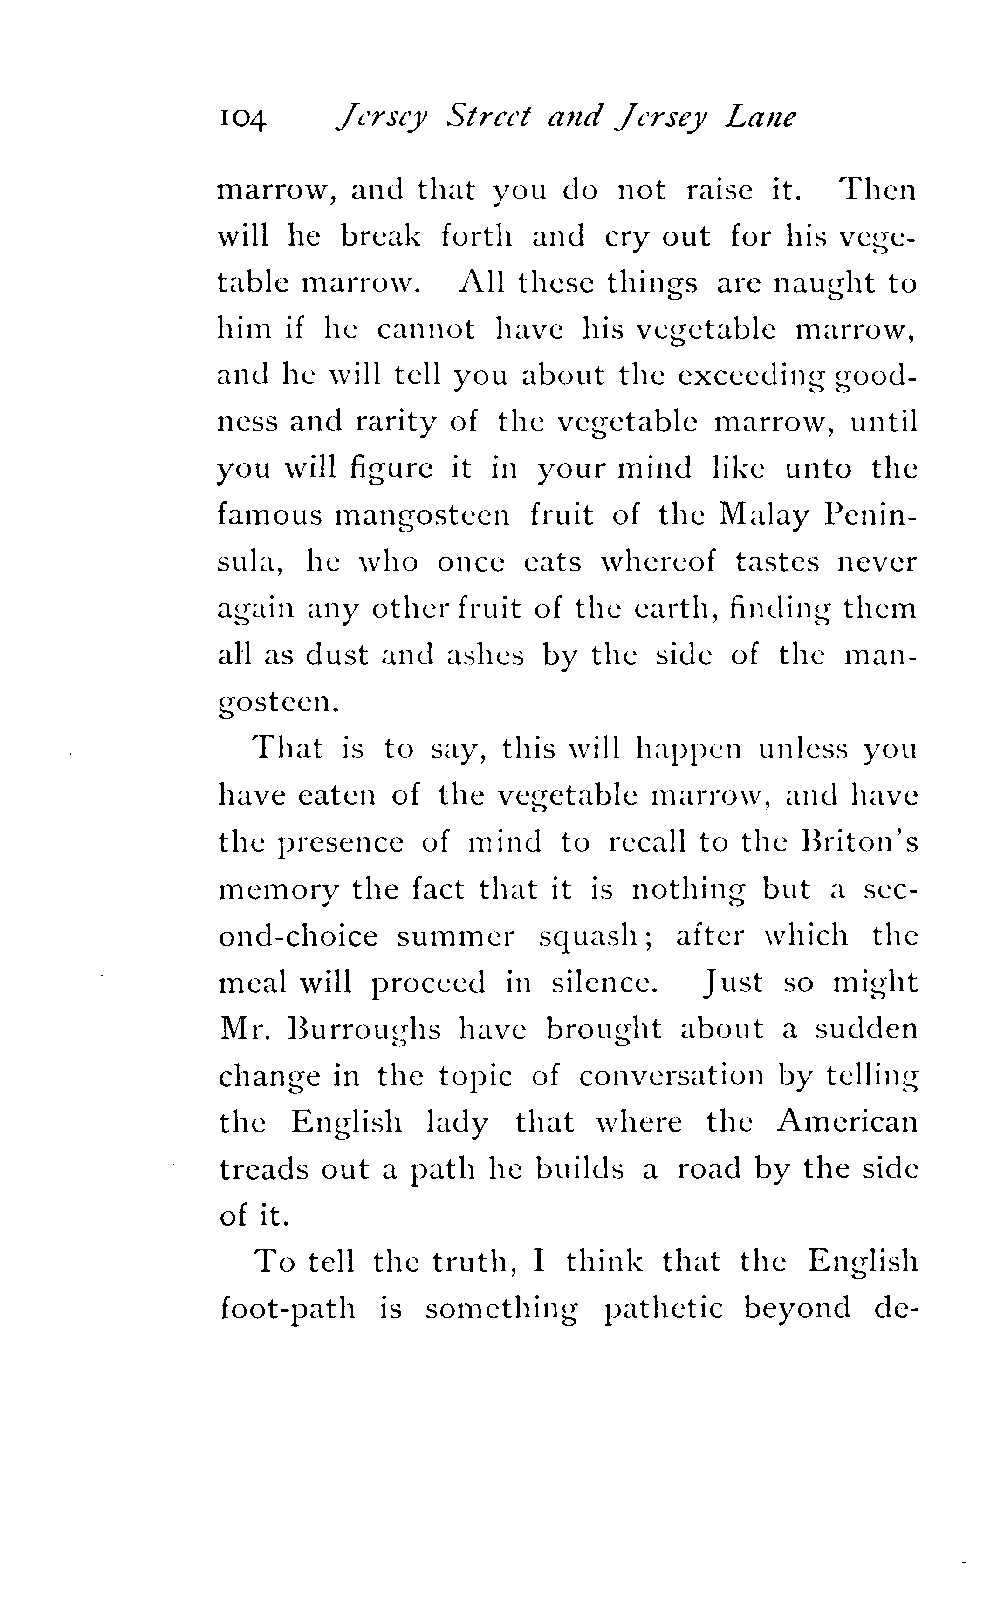 104 Jersey Street and Jersey Lane
marrow, and that you do not raise it. Then
will he break forth and cry out for his vege-
table marrow. All these things are naught to
him if he cannot have his vegetable marrow,
and he will tell you about the exceeding good-
ness and rarity of the vegetable marrow, until
you will figure it in your mind like unto the
famous mangosteen fruit of the Malay Penin-
sula, he who once eats whereof tastes never
again any other fruit of the earth, finding them
all as dust and ashes by the side of the man-
gosteen.
That is to say, this will happen unless you
have eaten of the vegetable marrow, and have
the presence of mind to recall to the Briton's
memory the fact that it is nothing but a sec-
ond-choice summer squash; after which the
meal will proceed in silence. Just so might
Mr. Burroughs have brought about a sudden
change in the topic of conversation by telling
the English lady that where the American
treads out a path he builds a road by the side
of it.
To tell the truth, I think that the English
foot-path is something pathetic beyond de-